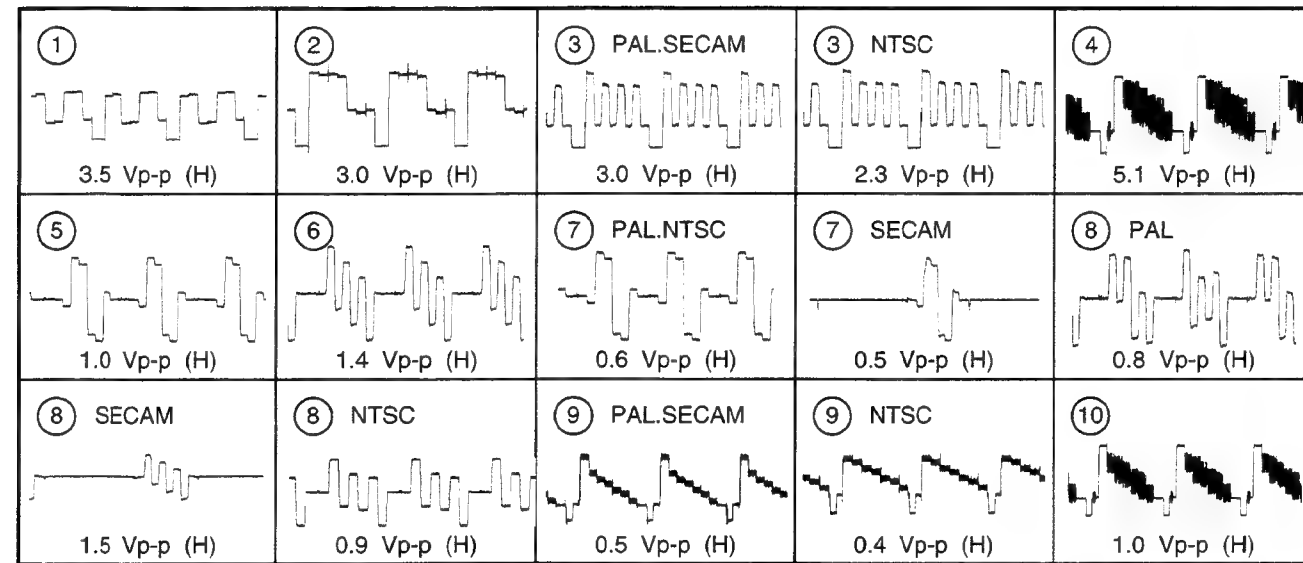 ① ② ③ PAL.SECAM ③ NTSC ④
3.5 Vp-p (H) 3.0 Vp-p (H) 3.0 Vp-p (H) 2.3 Vp-p (H) 5.1 Vp-p (H)
⑤ ⑥ ⑦ PAL.NTSC ⑦ SECAM ⑧ PAL
1.0 Vp-p (H) 1.4 Vp-p (H) 0.6 Vp-p (H) 0.5 Vp-p (H) 0.8 Vp-p (H)
⑧ SECAM ⑧ NTSC ⑨ PAL.SECAM ⑨ NTSC ⑩
1.5 Vp-p (H) 0.9 Vp-p (H) 0.5 Vp-p (H) 0.4 Vp-p (H) 1.0 Vp-p (H)